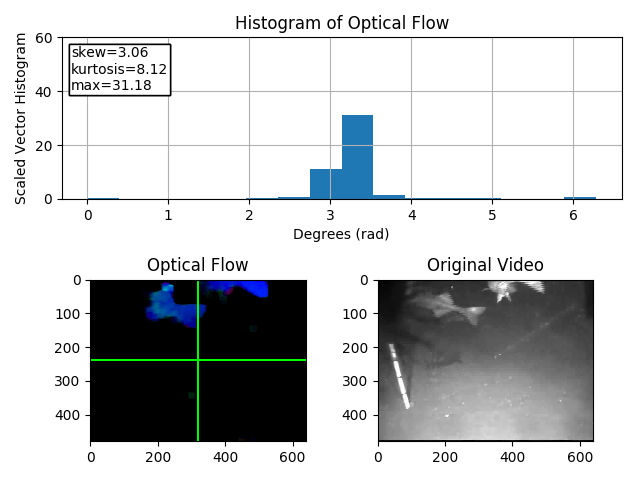 Histogram of Optical Flow
60
40
20
0
Scaled Vector Histogram
skew=3.06
kurtosis=8.12
max=31.18
0 1 2 3 4 5 6
Degrees (rad)
Optical Flow
0
100
200
300
400
0 200 400 600
Original Video
0
100
200
300
400
0 200 400 600